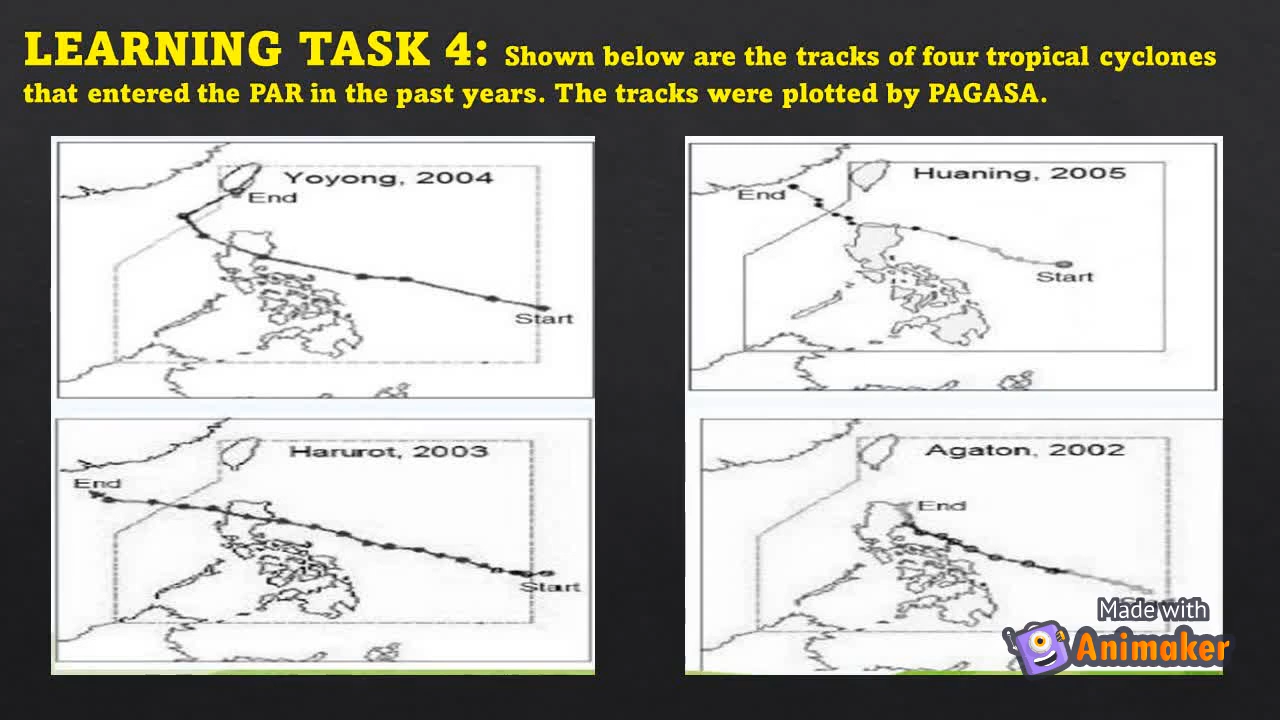 LEARNING TASK 4: Shown below are the tracks of four tropical cyclones
that entered the PAR in the past years. The tracks were plotted by PAGASA.
Yoyong, 2004
End
Start
Huaning, 2005
End
Start
Harurot, 2003
End
Start
Agaton, 2002
End
Made with
Animaker